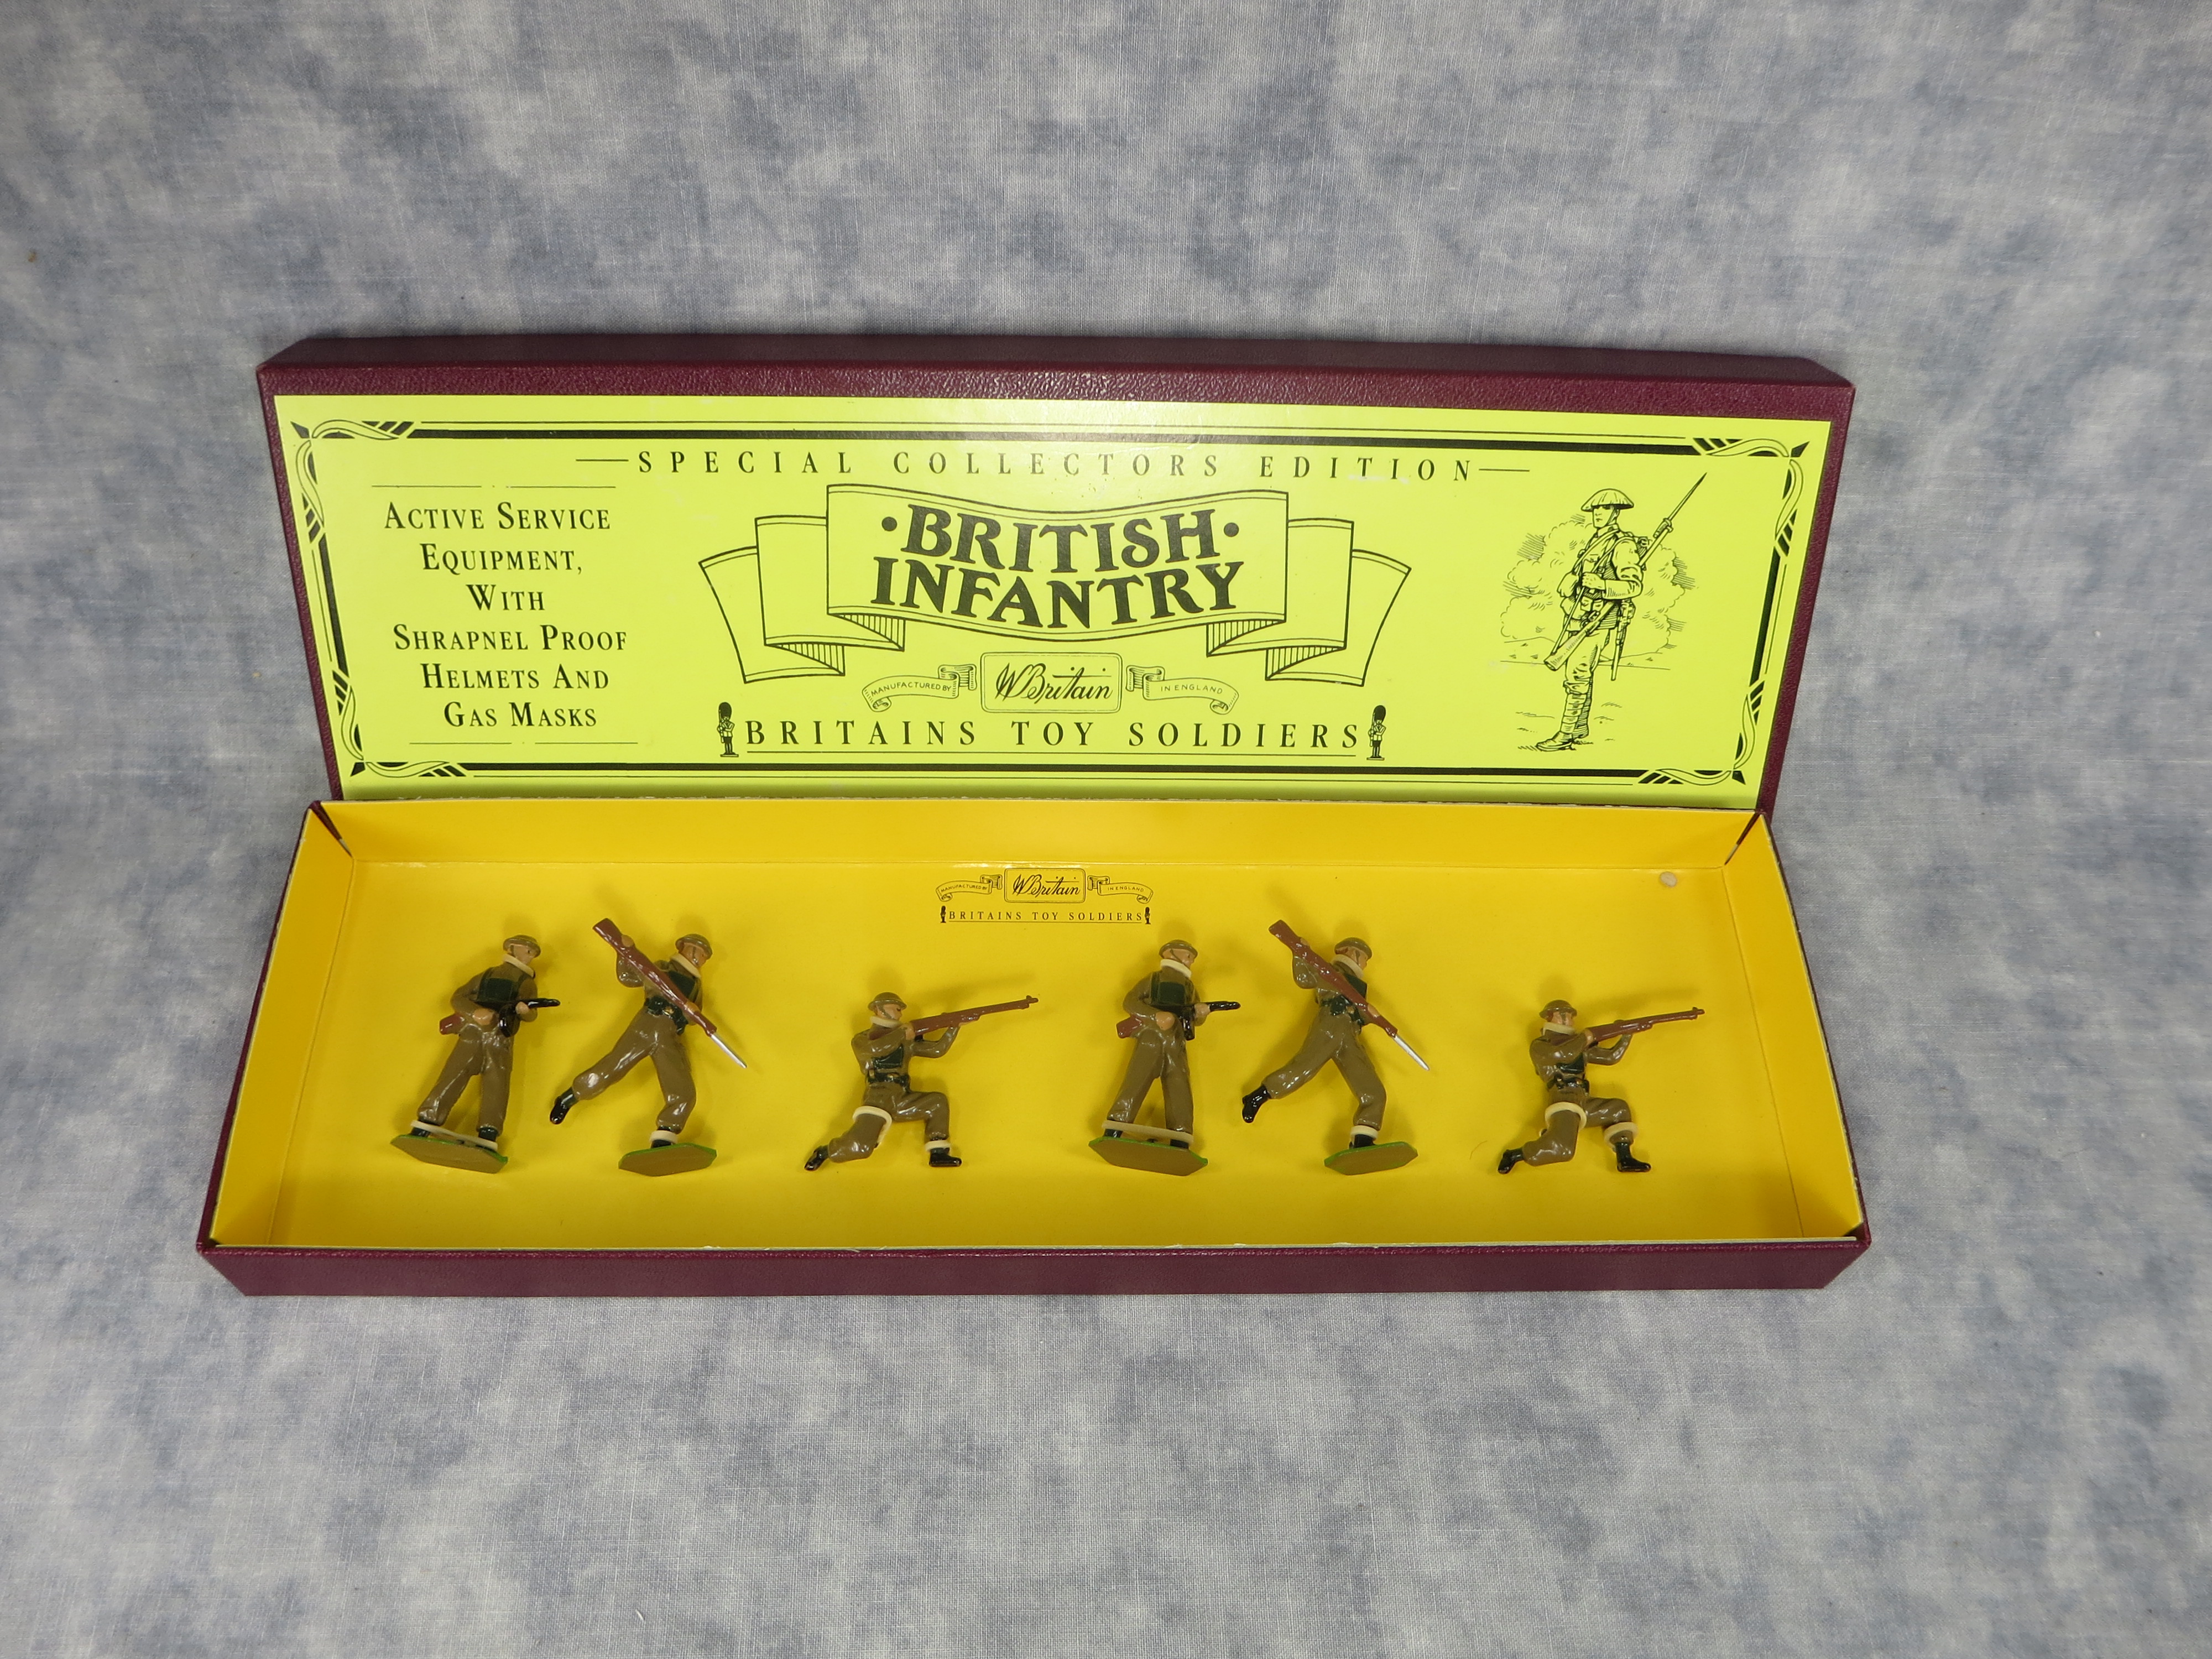 SPECIAL COLLECTORS EDITION
ACTIVE SERVICE
EQUIPMENT,
WITH
SHRAPNEL PROOF
HELMETS AND
GAS MASKS
·BRITISH·
INFANTRY
MANUFACTURED BY W Britain IN ENGLAND
BRITAINS TOY SOLDIERS
MANUFACTURED BY W Britain IN ENGLAND
BRITAINS TOY SOLDIERS